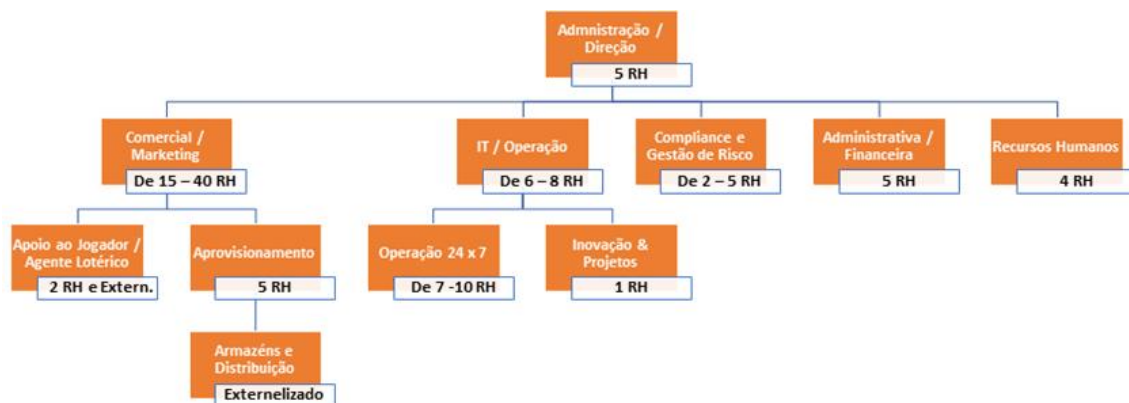 Admnistração /
Direção
5 RH
Comercial /
Marketing
De 15 – 40 RH
IT / Operação
De 6 – 8 RH
Compliance e
Gestão de Risco
De 2 – 5 RH
Administrativa /
Financeira
5 RH
Recursos Humanos
4 RH
Apoio ao Jogador /
Agente Lotérico
2 RH e Extern.
Aprovisionamento
5 RH
Operação 24 x 7
De 7 -10 RH
Inovação &
Projetos
1 RH
Armazéns e
Distribuição
Externelizado